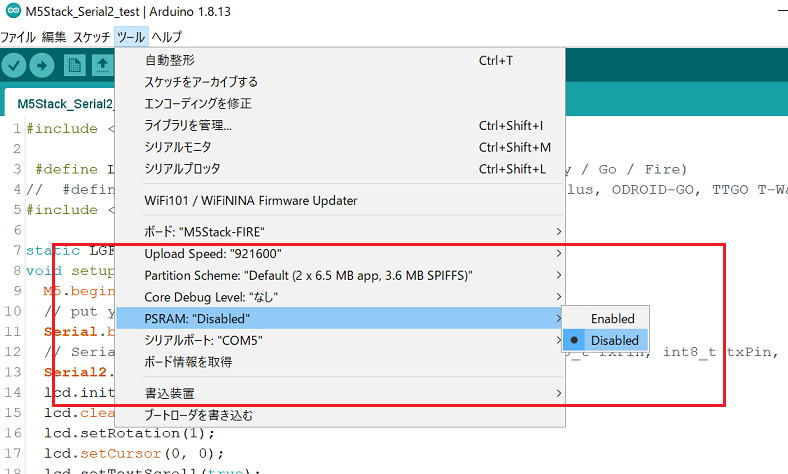 M5Stack_Serial2_test | Arduino 1.8.13
ファイル 編集 スケッチ ツール ヘルプ
自動整形 Ctrl+T
スケッチをアーカイブする
エンコーディングを修正
ライブラリを管理... Ctrl+Shift+I
シリアルモニタ Ctrl+Shift+M
シリアルプロッタ Ctrl+Shift+L
WiFi101 / WiFiNINA Firmware Updater
ボード: "M5Stack-FIRE"
Upload Speed: "921600"
Partition Scheme: "Default (2 x 6.5 MB app, 3.6 MB SPIFFS)"
Core Debug Level: "なし"
PSRAM: "Disabled"
シリアルポート: "COM5"
ボード情報を取得
書込装置
ブートローダを書き込む
Enabled
Disabled
M5Stack_Serial2_
1 #include <
2
3 #define L y / Go / Fire)
4 // #defin lus, ODROID-GO, TTGO T-Wa
5 #include <
6
7 static LGF
8 void setup
9 M5.begin
10 // put y
11 Serial.b
12 // Seria rxPin, int8_t txPin,
13 Serial2.
14 lcd.init
15 lcd.clea
16 lcd.setRotation(1);
17 lcd.setCursor(0, 0);
18 lcd.setTextScroll(true);